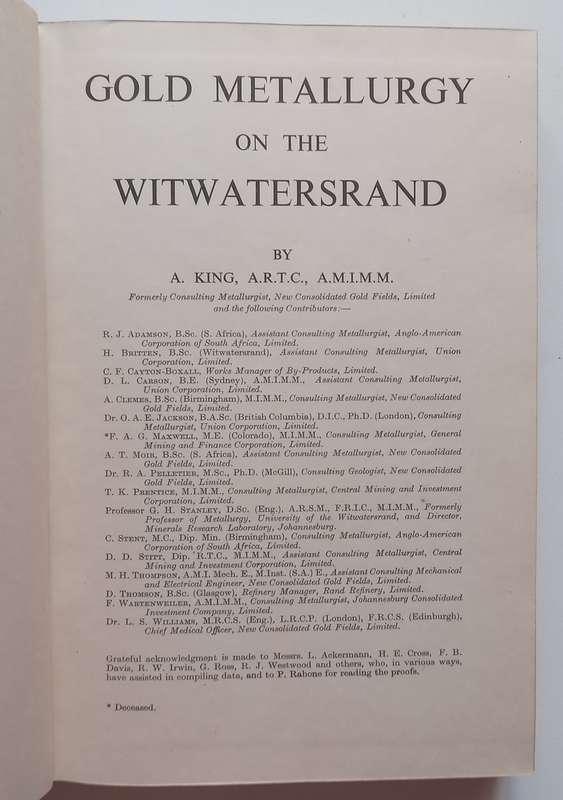 GOLD METALLURGY
ON THE
WITWATERSRAND
BY
A. KING, A.R.T.C., A.M.I.M.M.
Formerly Consulting Metallurgist, New Consolidated Gold Fields, Limited
and the following Contributors:—
R. J. ADAMSON, B.Sc. (S. Africa), Assistant Consulting Metallurgist, Anglo-American
Corporation of South Africa, Limited.
H. BRITTEN, B.Sc. (Witwatersrand), Assistant Consulting Metallurgist, Union
Corporation, Limited.
C. F. CAYTON-BOXALL, Works Manager of By-Products, Limited.
D. L. CARSON, B.E. (Sydney), A.M.I.M.M., Assistant Consulting Metallurgist,
Union Corporation, Limited.
A. CLEMES, B.Sc. (Birmingham), M.I.M.M., Consulting Metallurgist, New Consolidated
Gold Fields, Limited.
Dr. O. A. E. JACKSON, B.A.Sc. (British Columbia), D.I.C., Ph.D. (London), Consulting
Metallurgist, Union Corporation, Limited.
*F. A. G. MAXWELL, M.E. (Colorado), M.I.M.M., Consulting Metallurgist, General
Mining and Finance Corporation, Limited.
A. T. MOIR, B.Sc. (S. Africa), Assistant Consulting Metallurgist, New Consolidated
Gold Fields, Limited.
Dr. R. A. PELLETIER, M.Sc., Ph.D. (McGill), Consulting Geologist, New Consolidated
Gold Fields, Limited.
T. K. PRENTICE, M.I.M.M., Consulting Metallurgist, Central Mining and Investment
Corporation, Limited.
Professor G. H. STANLEY, D.Sc. (Eng.), A.R.S.M., F.R.I.C., M.I.M.M., Formerly
Professor of Metallurgy, University of the Witwatersrand, and Director,
Minerals Research Laboratory, Johannesburg.
C. STENT, M.C., Dip. Min. (Birmingham), Consulting Metallurgist, Anglo-American
Corporation of South Africa, Limited.
D. D. STITT, Dip. R.T.C., M.I.M.M., Assistant Consulting Metallurgist, Central
Mining and Investment Corporation, Limited.
M. H. THOMPSON, A.M.I. Mech. E., M.Inst. (S.A.) E., Assistant Consulting Mechanical
and Electrical Engineer, New Consolidated Gold Fields, Limited.
D. THOMSON, B.Sc. (Glasgow), Refinery Manager, Rand Refinery, Limited.
F. WARTENWEILER, A.M.I.M.M., Consulting Metallurgist, Johannesburg Consolidated
Investment Company, Limited.
Dr. L. S. WILLIAMS, M.R.C.S. (Eng.), L.R.C.P. (London), F.R.C.S. (Edinburgh),
Chief Medical Officer, New Consolidated Gold Fields, Limited.
Grateful acknowledgment is made to Messrs. L. Ackermann, H. E. Cross, F. B.
Davis, R. W. Irwin, G. Ross, R. J. Westwood and others, who, in various ways,
have assisted in compiling data, and to P. Rabone for reading the proofs.
* Deceased.